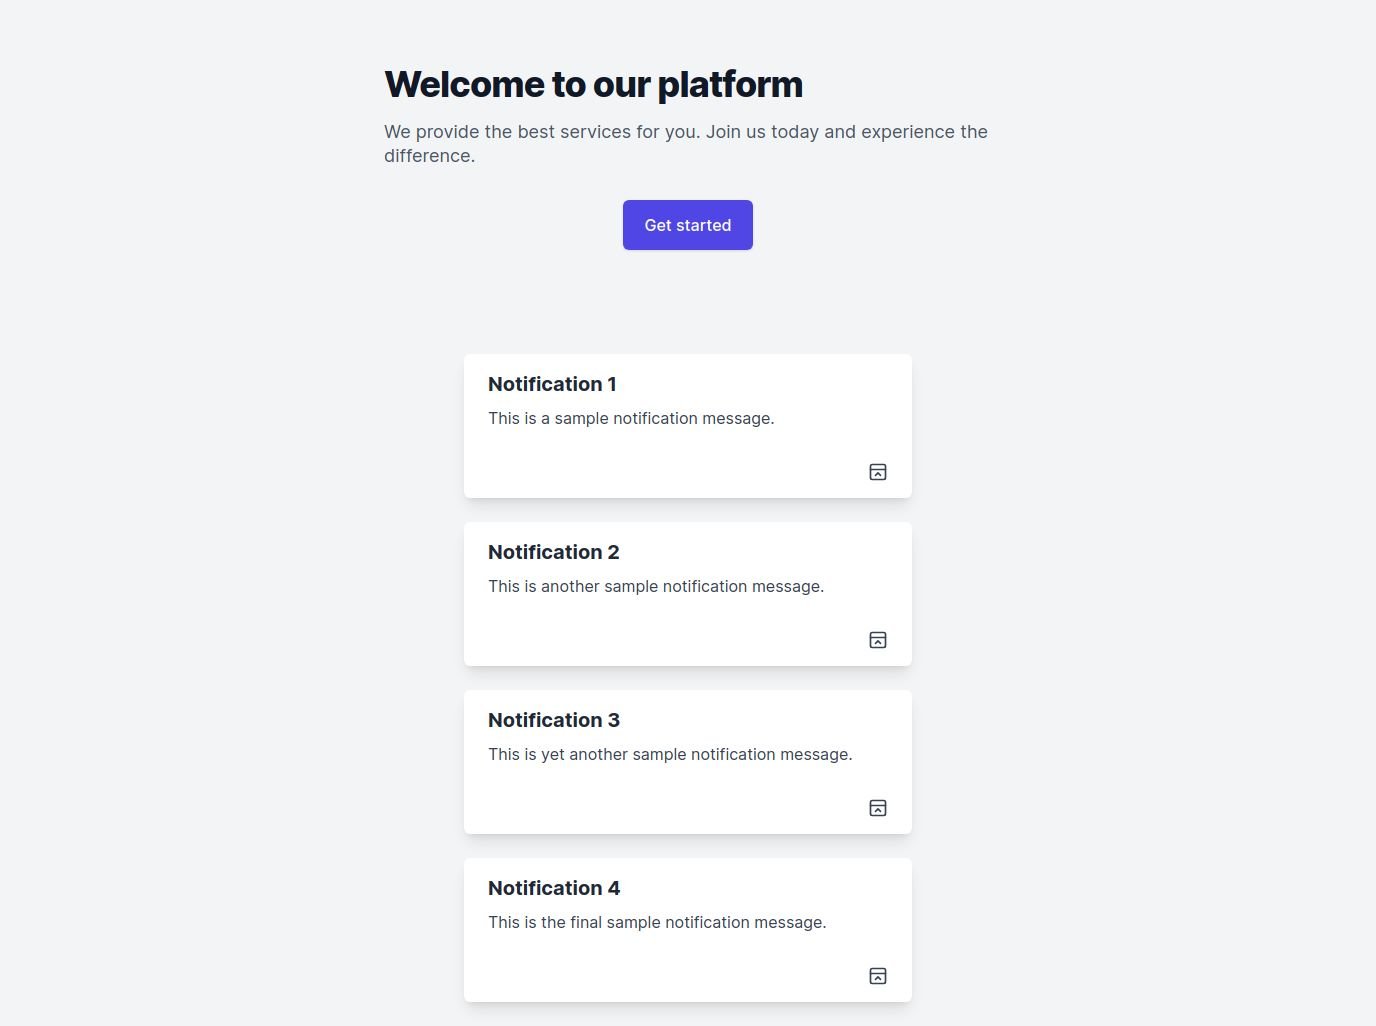 Welcome to our platform
We provide the best services for you. Join us today and experience the
difference.
Get started
Notification 1
This is a sample notification message.
Notification 2
This is another sample notification message.
Notification 3
This is yet another sample notification message.
Notification 4
This is the final sample notification message.